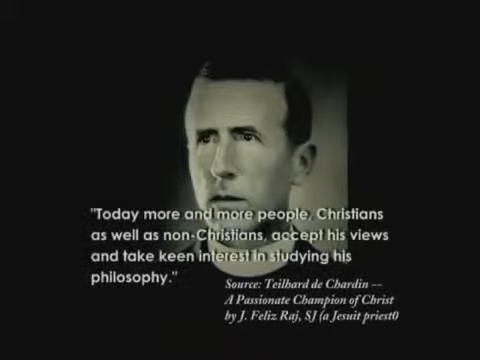 "Today more and more people, Christians
as well as non-Christians, accept his views
and take keen interest in studying his
philosophy."
Source: Teilhard de Chardin --
A Passionate Champion of Christ
by J. Feliz Raj, SJ (a Jesuit priest0